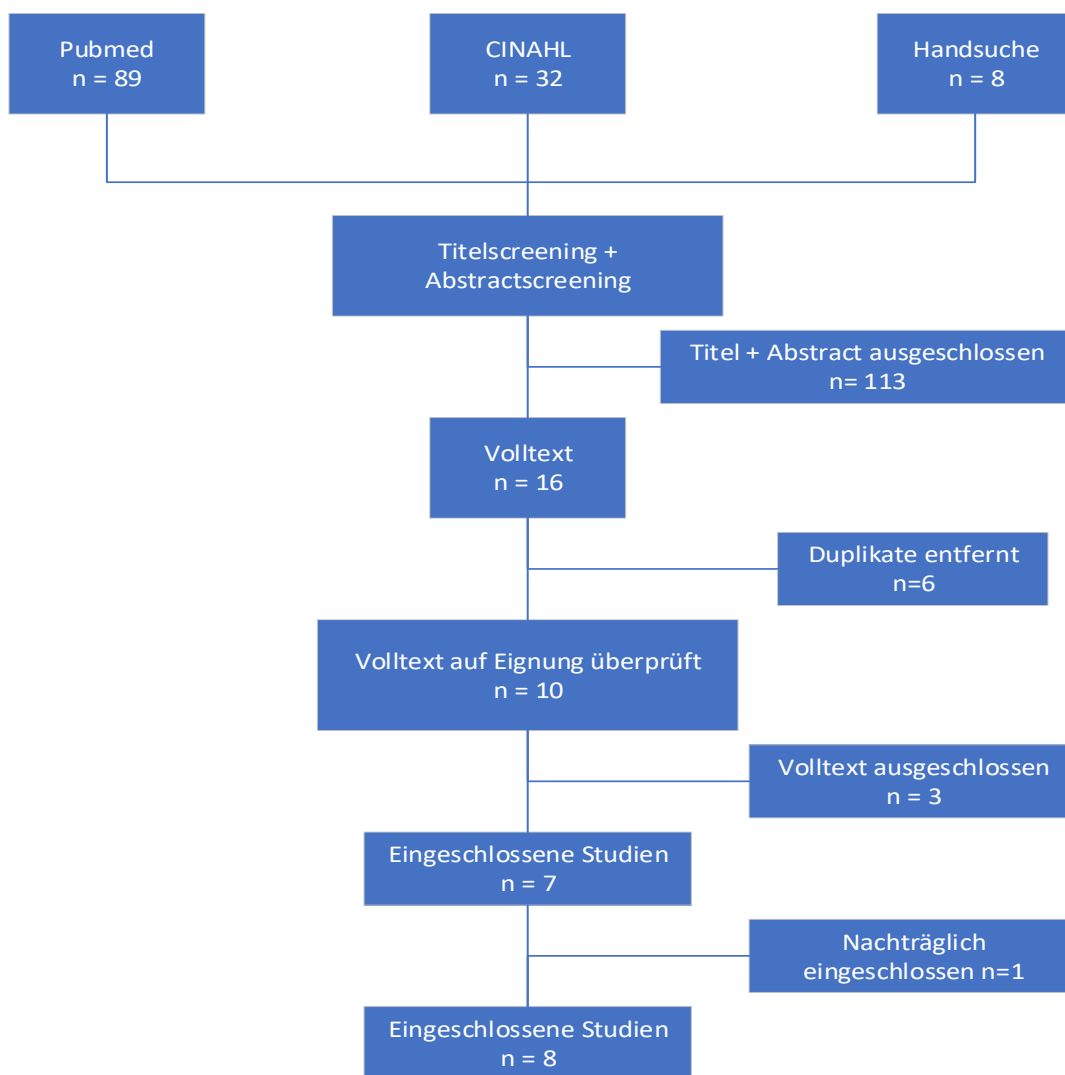 Pubmed
n = 89
CINAHL
n = 32
Handsuche
n = 8
Titelscreening +
Abstractscreening
Titel + Abstract ausgeschlossen
n= 113
Volltext
n = 16
Duplikate entfernt
n=6
Volltext auf Eignung überprüft
n = 10
Volltext ausgeschlossen
n = 3
Eingeschlossene Studien
n = 7
Nachträglich
eingeschlossen n=1
Eingeschlossene Studien
n = 8